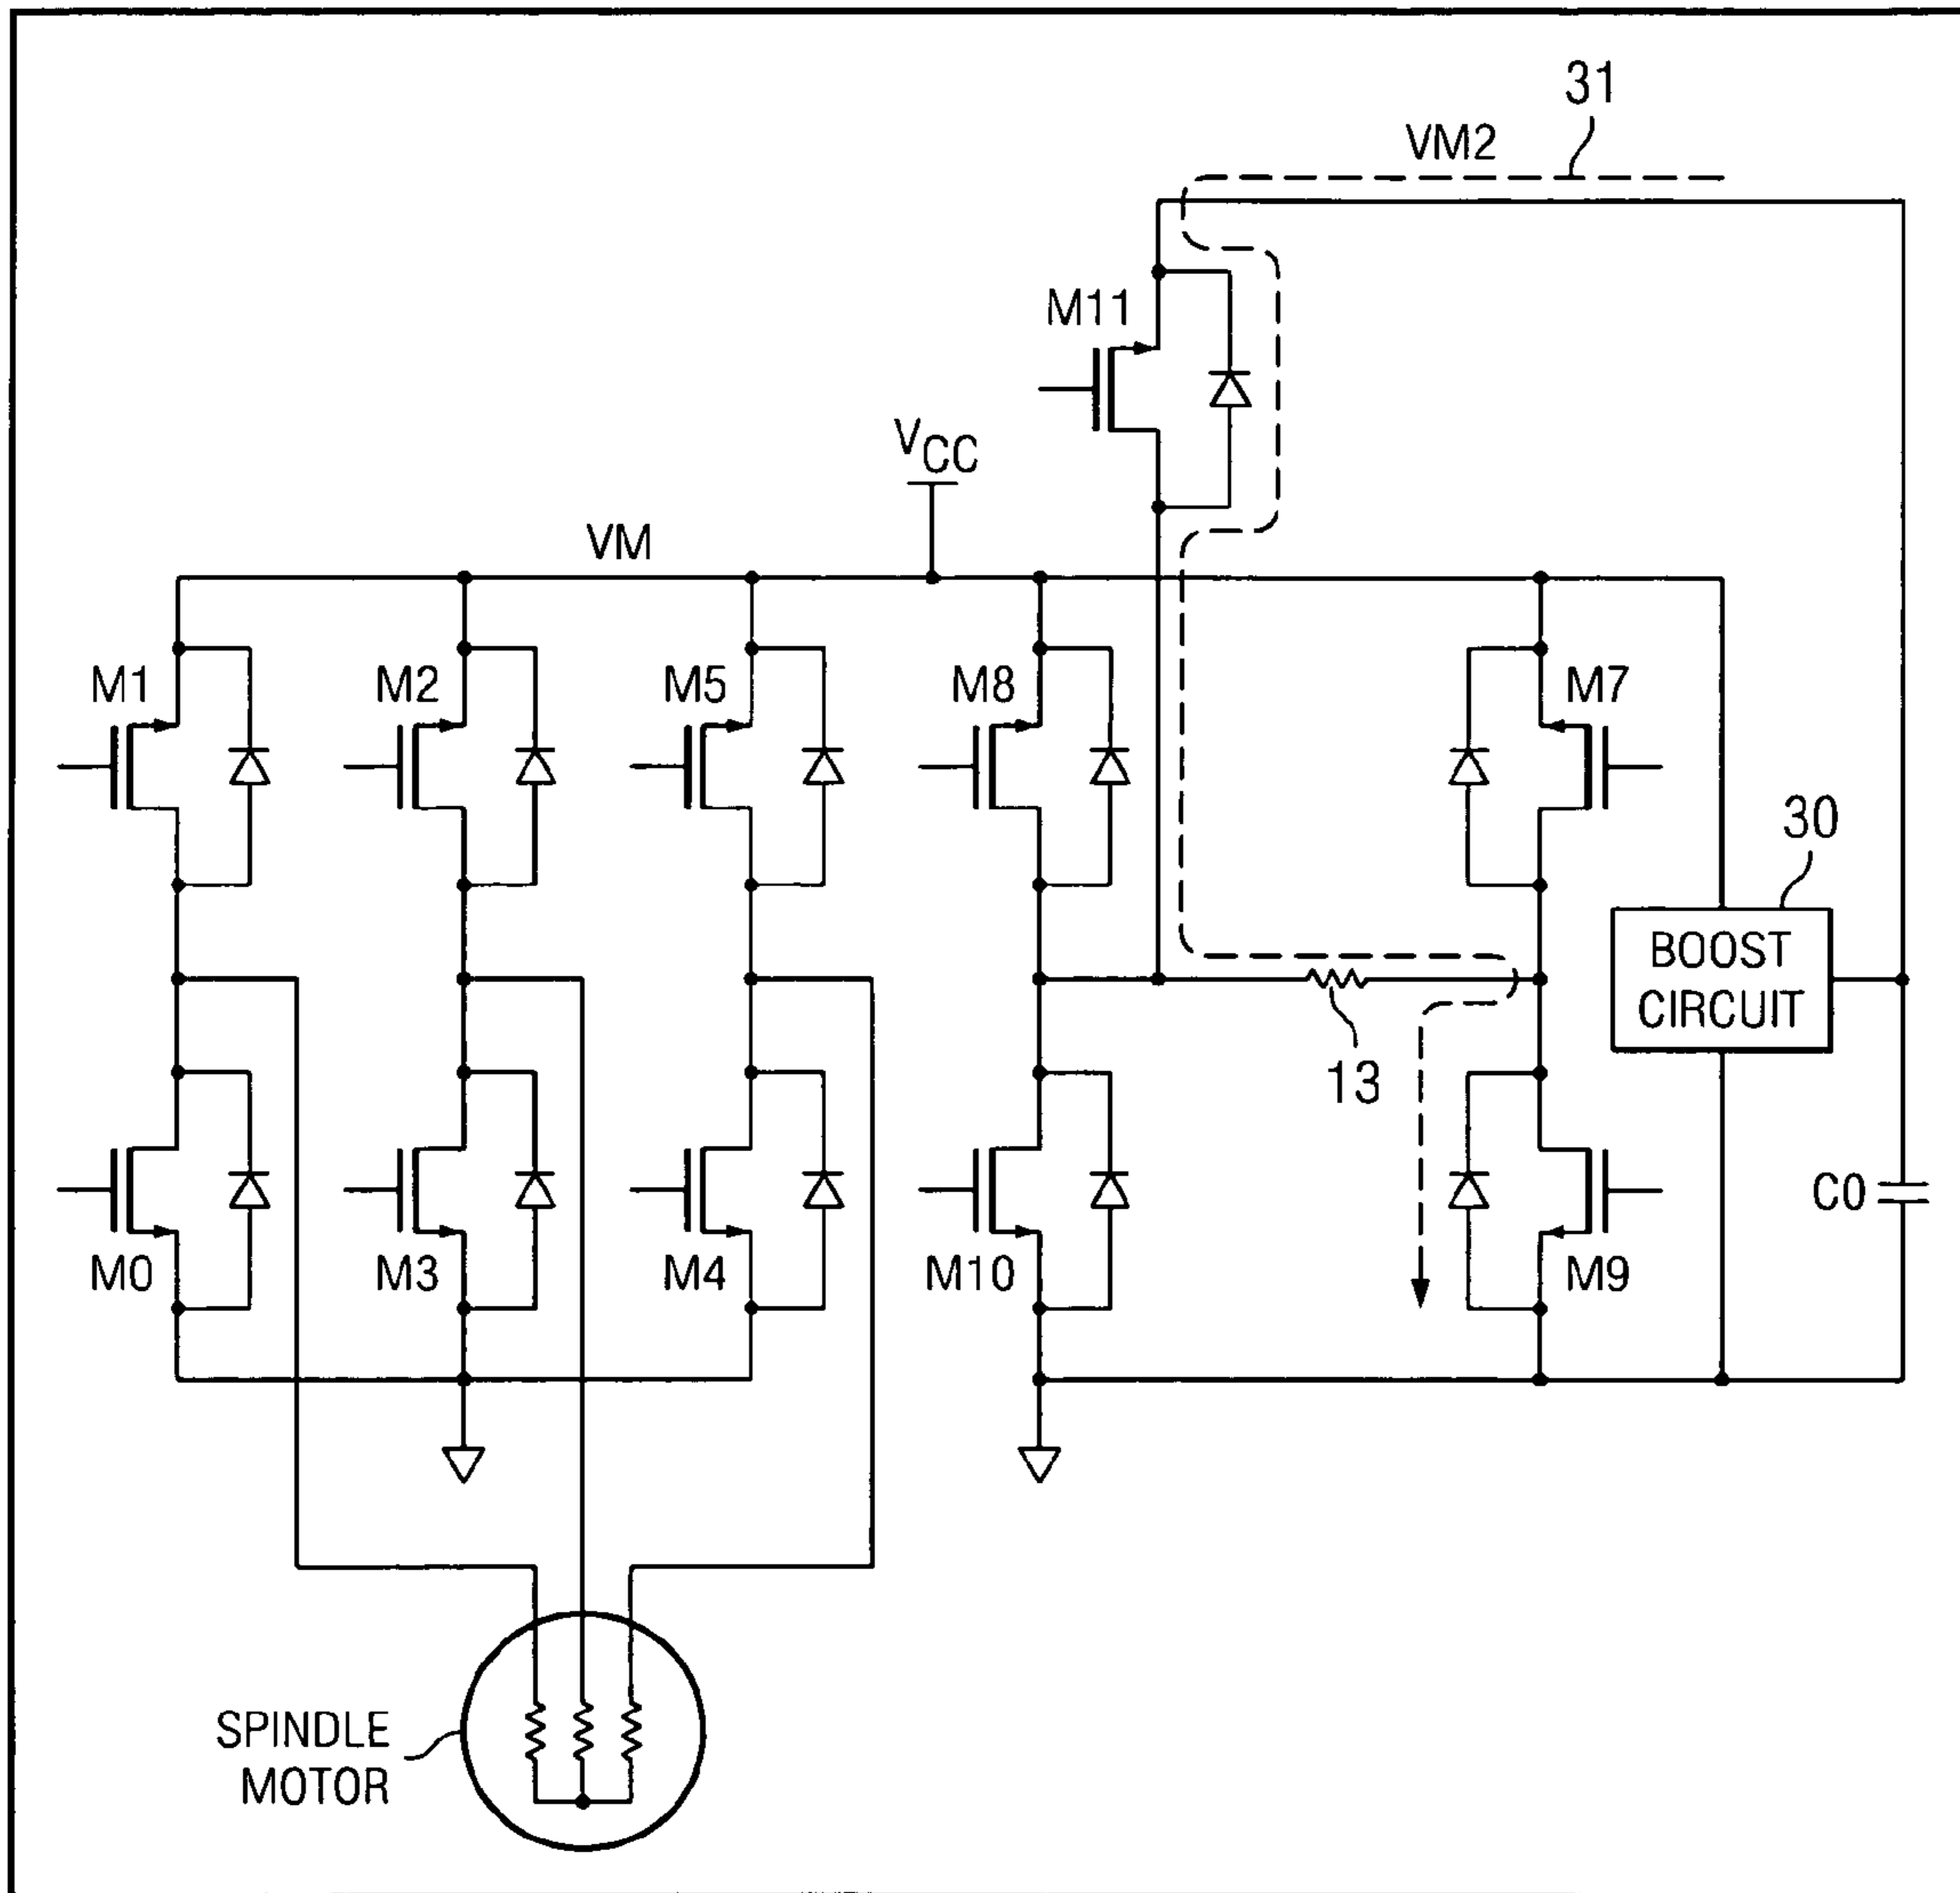 31
VM2
M11
VCC
VM
M1
M2
M5
M8
M7
30
BOOST
CIRCUIT
13
C0
M0
M3
M4
M10
M9
SPINDLE
MOTOR